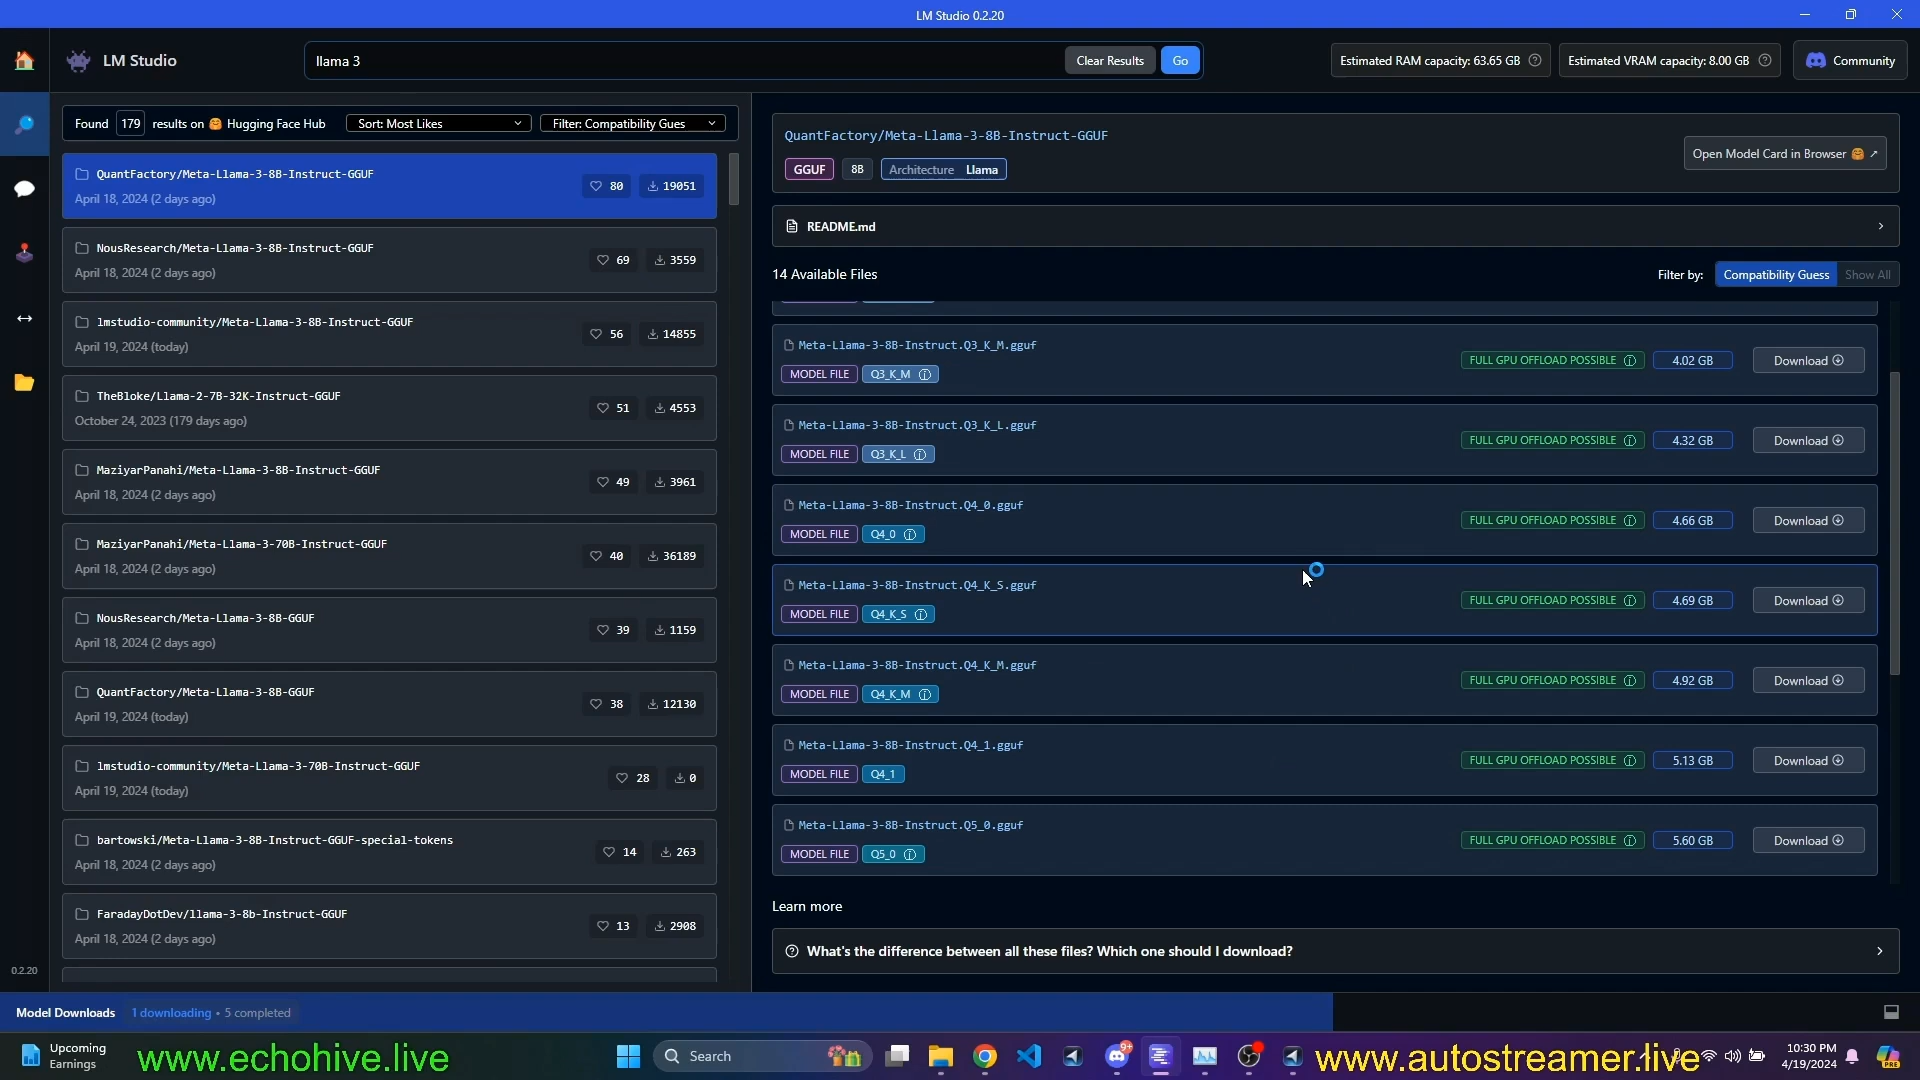 LM Studio 0.2.20
LM Studio
llama 3
Clear Results
Go
Estimated RAM capacity: 63.65 GB
Estimated VRAM capacity: 8.00 GB
Community
Found 179 results on 🤗 Hugging Face Hub
Sort: Most Likes
Filter: Compatibility Gues
QuantFactory/Meta-Llama-3-8B-Instruct-GGUF
80 19051
April 18, 2024 (2 days ago)
NousResearch/Meta-Llama-3-8B-Instruct-GGUF
69 3559
April 18, 2024 (2 days ago)
lmstudio-community/Meta-Llama-3-8B-Instruct-GGUF
56 14855
April 19, 2024 (today)
TheBloke/Llama-2-7B-32K-Instruct-GGUF
51 4553
October 24, 2023 (179 days ago)
MaziyarPanahi/Meta-Llama-3-8B-Instruct-GGUF
49 3961
April 18, 2024 (2 days ago)
MaziyarPanahi/Meta-Llama-3-70B-Instruct-GGUF
40 36189
April 18, 2024 (2 days ago)
NousResearch/Meta-Llama-3-8B-GGUF
39 1159
April 18, 2024 (2 days ago)
QuantFactory/Meta-Llama-3-8B-GGUF
38 12130
April 19, 2024 (today)
lmstudio-community/Meta-Llama-3-70B-Instruct-GGUF
28 0
April 19, 2024 (today)
bartowski/Meta-Llama-3-8B-Instruct-GGUF-special-tokens
14 263
April 18, 2024 (2 days ago)
FaradayDotDev/llama-3-8b-Instruct-GGUF
13 2908
April 18, 2024 (2 days ago)
0.2.20
QuantFactory/Meta-Llama-3-8B-Instruct-GGUF
GGUF 8B Architecture Llama
Open Model Card in Browser 🤗 ↗
README.md
14 Available Files
Filter by: Compatibility Guess Show All
Meta-Llama-3-8B-Instruct.Q3_K_M.gguf
MODEL FILE Q3_K_M
FULL GPU OFFLOAD POSSIBLE 4.02 GB Download
Meta-Llama-3-8B-Instruct.Q3_K_L.gguf
MODEL FILE Q3_K_L
FULL GPU OFFLOAD POSSIBLE 4.32 GB Download
Meta-Llama-3-8B-Instruct.Q4_0.gguf
MODEL FILE Q4_0
FULL GPU OFFLOAD POSSIBLE 4.66 GB Download
Meta-Llama-3-8B-Instruct.Q4_K_S.gguf
MODEL FILE Q4_K_S
FULL GPU OFFLOAD POSSIBLE 4.69 GB Download
Meta-Llama-3-8B-Instruct.Q4_K_M.gguf
MODEL FILE Q4_K_M
FULL GPU OFFLOAD POSSIBLE 4.92 GB Download
Meta-Llama-3-8B-Instruct.Q4_1.gguf
MODEL FILE Q4_1
FULL GPU OFFLOAD POSSIBLE 5.13 GB Download
Meta-Llama-3-8B-Instruct.Q5_0.gguf
MODEL FILE Q5_0
FULL GPU OFFLOAD POSSIBLE 5.60 GB Download
Learn more
What's the difference between all these files? Which one should I download?
Model Downloads 1 downloading • 5 completed
Upcoming
Earnings
www.echohive.live
Search
9+
www.autostreamer.live
10:30 PM
4/19/2024
PRE